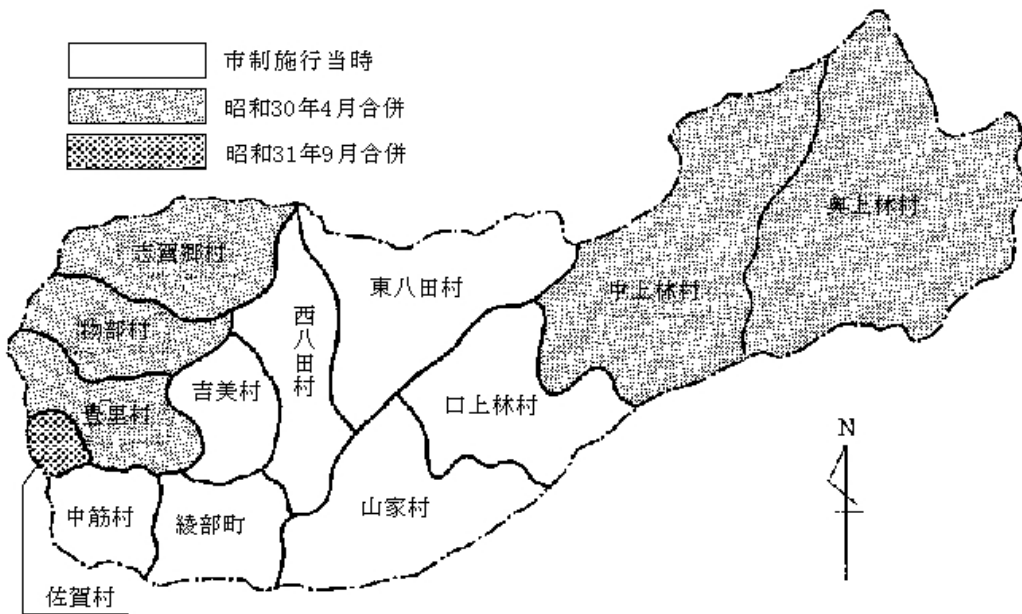 市制施行当時
昭和30年4月合併
昭和31年9月合併
奥上林村
志賀郷村
中上林村
東八田村
物部村
西八田村
吉美村
口上林村
豊里村
N
中筋村
綾部町
山家村
佐賀村